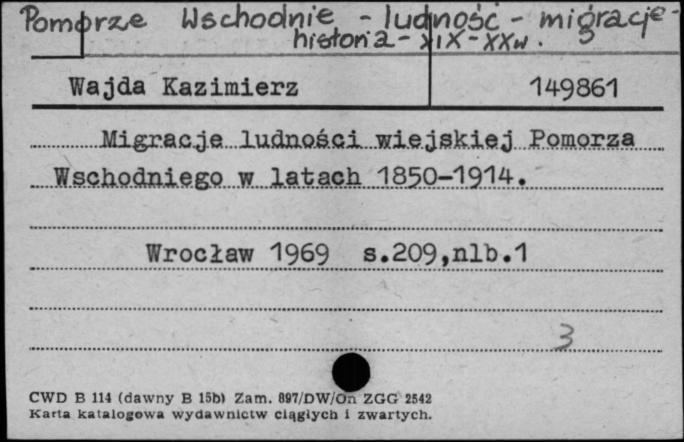 Pomorze Wschodnie - ludność - migracje -
historia - XIX - XXw.
Wajda Kazimierz 149861
Migracje ludności wiejskiej Pomorza
Wschodniego w latach 1850-1914.
Wrocław 1969 s.209,nlb.1
3
CWD B 114 (dawny B 15b) Zam. 897/DW/On ZGG 2542
Karta katalogowa wydawnictw ciągłych i zwartych.